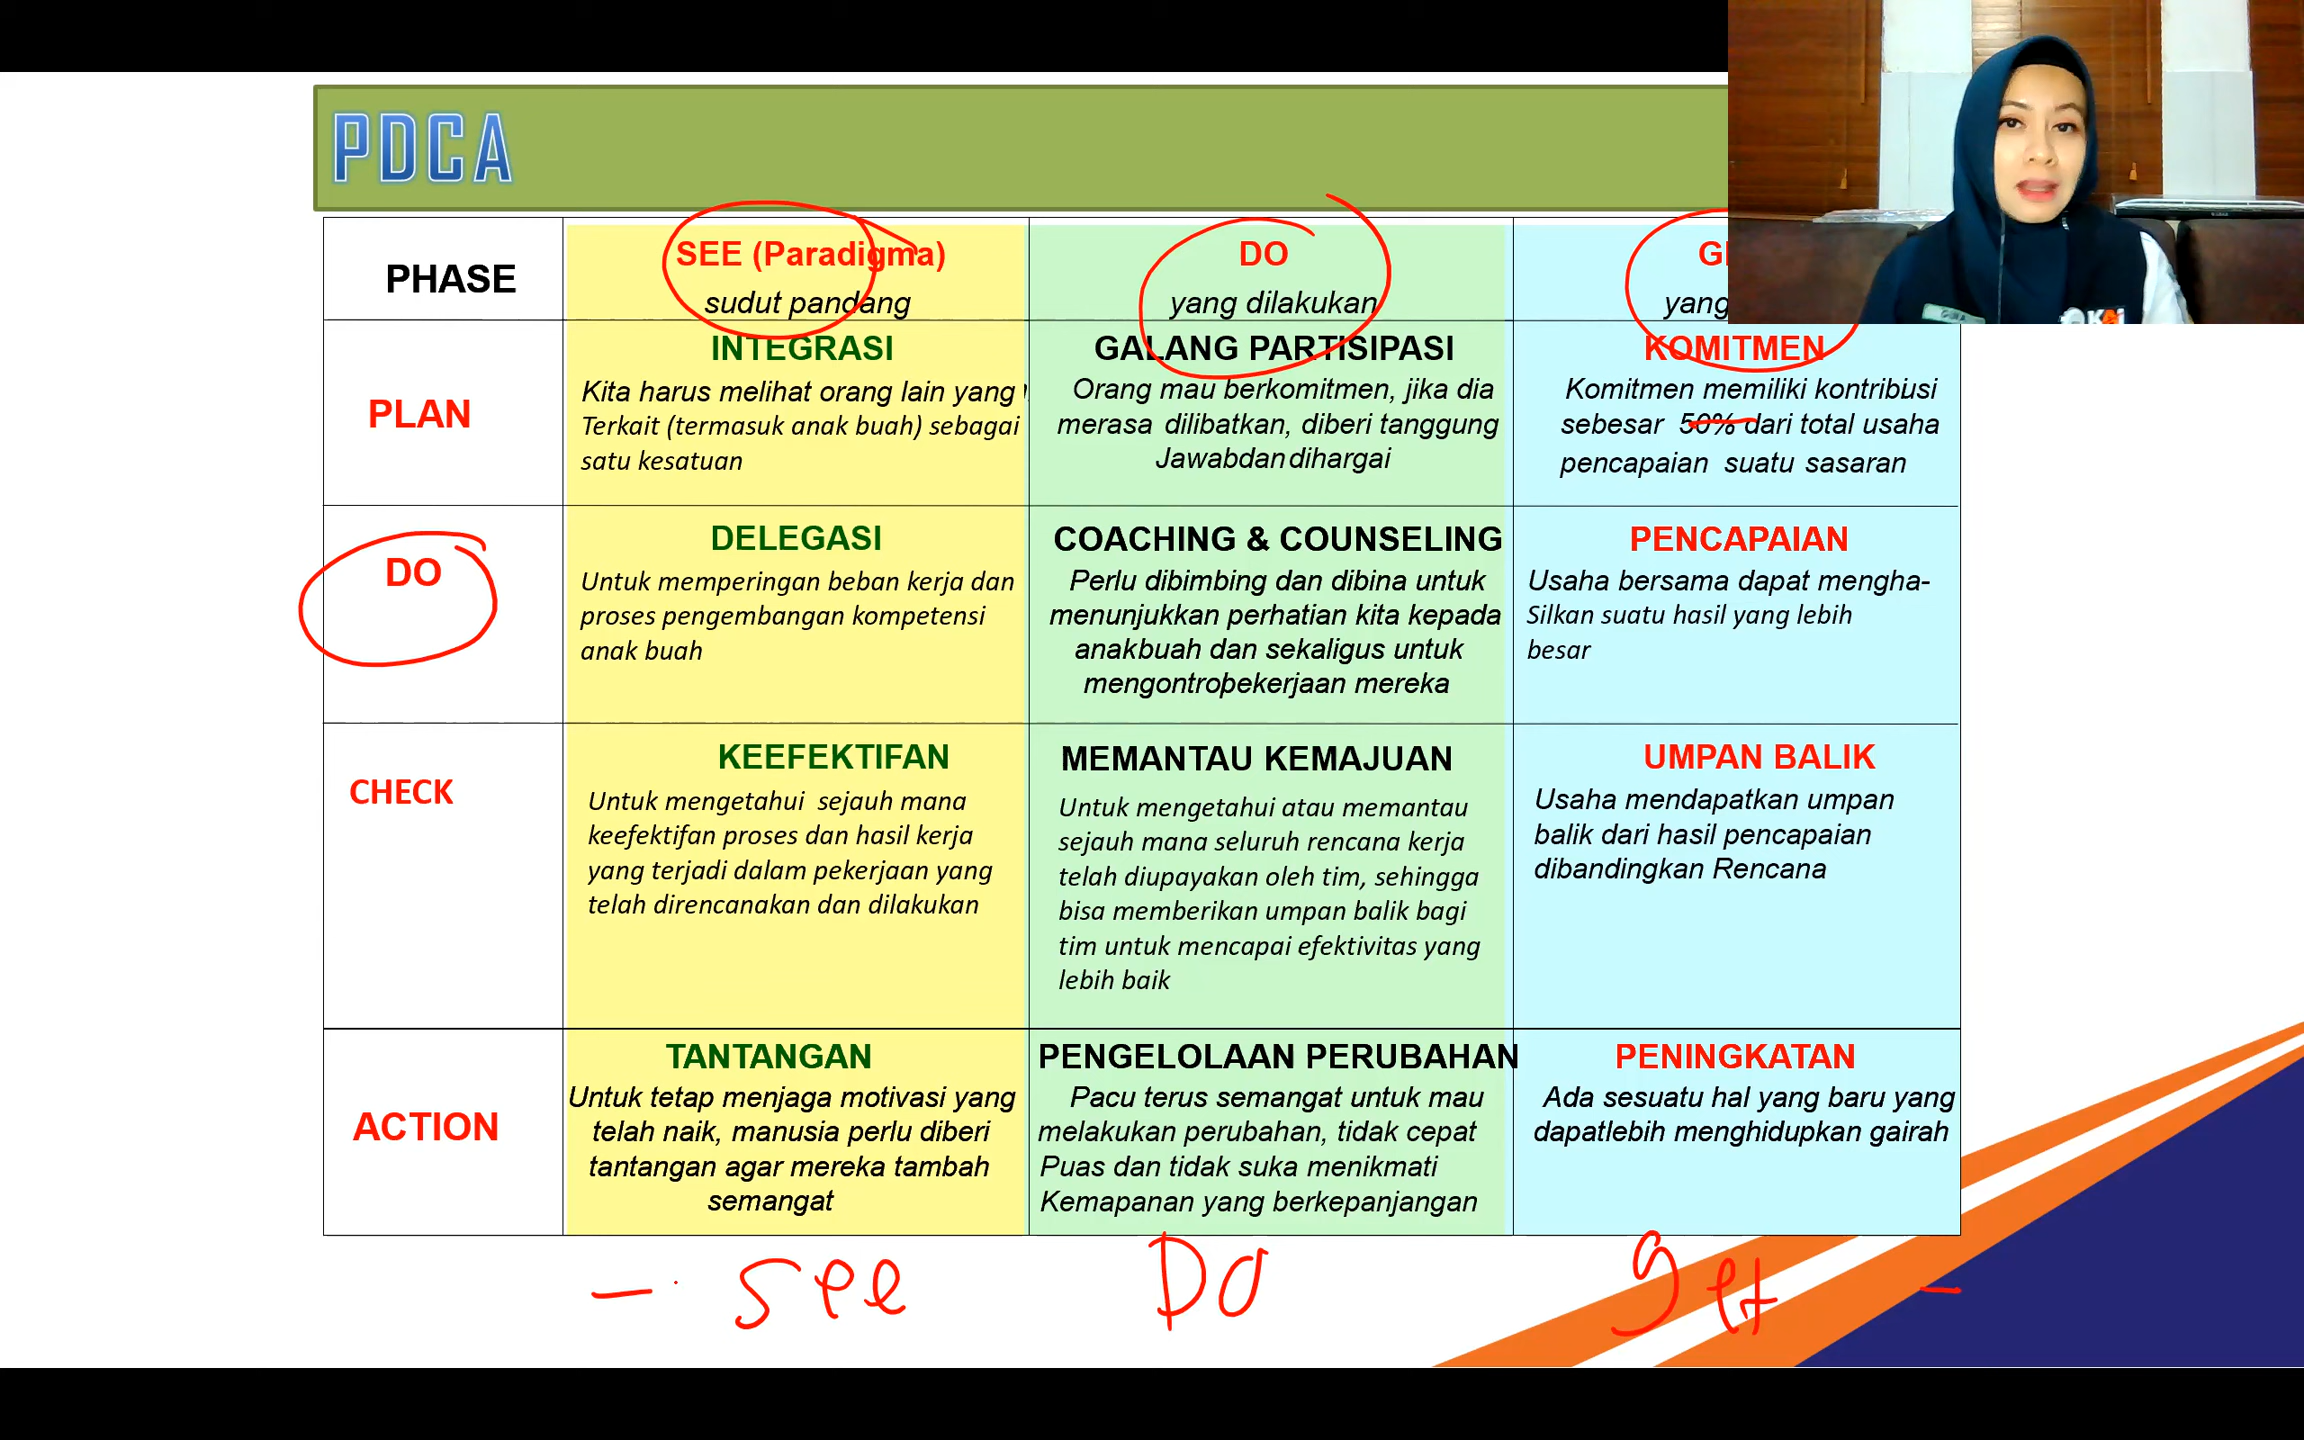 PDCA
PHASE
SEE (Paradigma)
sudut pandang
DO
yang dilakukan
yang
PLAN
INTEGRASI
Kita harus melihat orang lain yang
Terkait (termasuk anak buah) sebagai
satu kesatuan
GALANG PARTISIPASI
Orang mau berkomitmen, jika dia
merasa dilibatkan, diberi tanggung
Jawabdan dihargai
KOMITMEN
Komitmen memiliki kontribusi
sebesar 50% dari total usaha
pencapaian suatu sasaran
DO
DELEGASI
Untuk memperingan beban kerja dan
proses pengembangan kompetensi
anak buah
COACHING & COUNSELING
Perlu dibimbing dan dibina untuk
menunjukkan perhatian kita kepada
anakbuah dan sekaligus untuk
mereka
PENCAPAIAN
Usaha bersama dapat mengha-
Silkan suatu hasil yang lebih
besar
CHECK
KEEFEKTIFAN
Untuk mengetahui sejauh mana
keefektifan proses dan hasil kerja
yang terjadi dalam pekerjaan yang
telah direncanakan dan dilakukan
MEMANTAU KEMAJUAN
Untuk mengetahui atau memantau
sejauh mana seluruh rencana kerja
telah diupayakan oleh tim, sehingga
bisa memberikan umpan balik bagi
tim untuk mencapai efektivitas yang
lebih baik
UMPAN BALIK
Usaha mendapatkan umpan
balik dari hasil pencapaian
dibandingkan Rencana
ACTION
TANTANGAN
Untuk tetap menjaga motivasi yang
telah naik, manusia perlu diberi
tantangan agar mereka tambah
semangat
PENGELOLAAN PERUBAHAN
Pacu terus semangat untuk mau
melakukan perubahan, tidak cepat
Puas dan tidak suka menikmati
Kemapanan yang berkepanjangan
PENINGKATAN
Ada sesuatu hal yang baru yang
dapatlebih menghidupkan gairah
- See Do get -